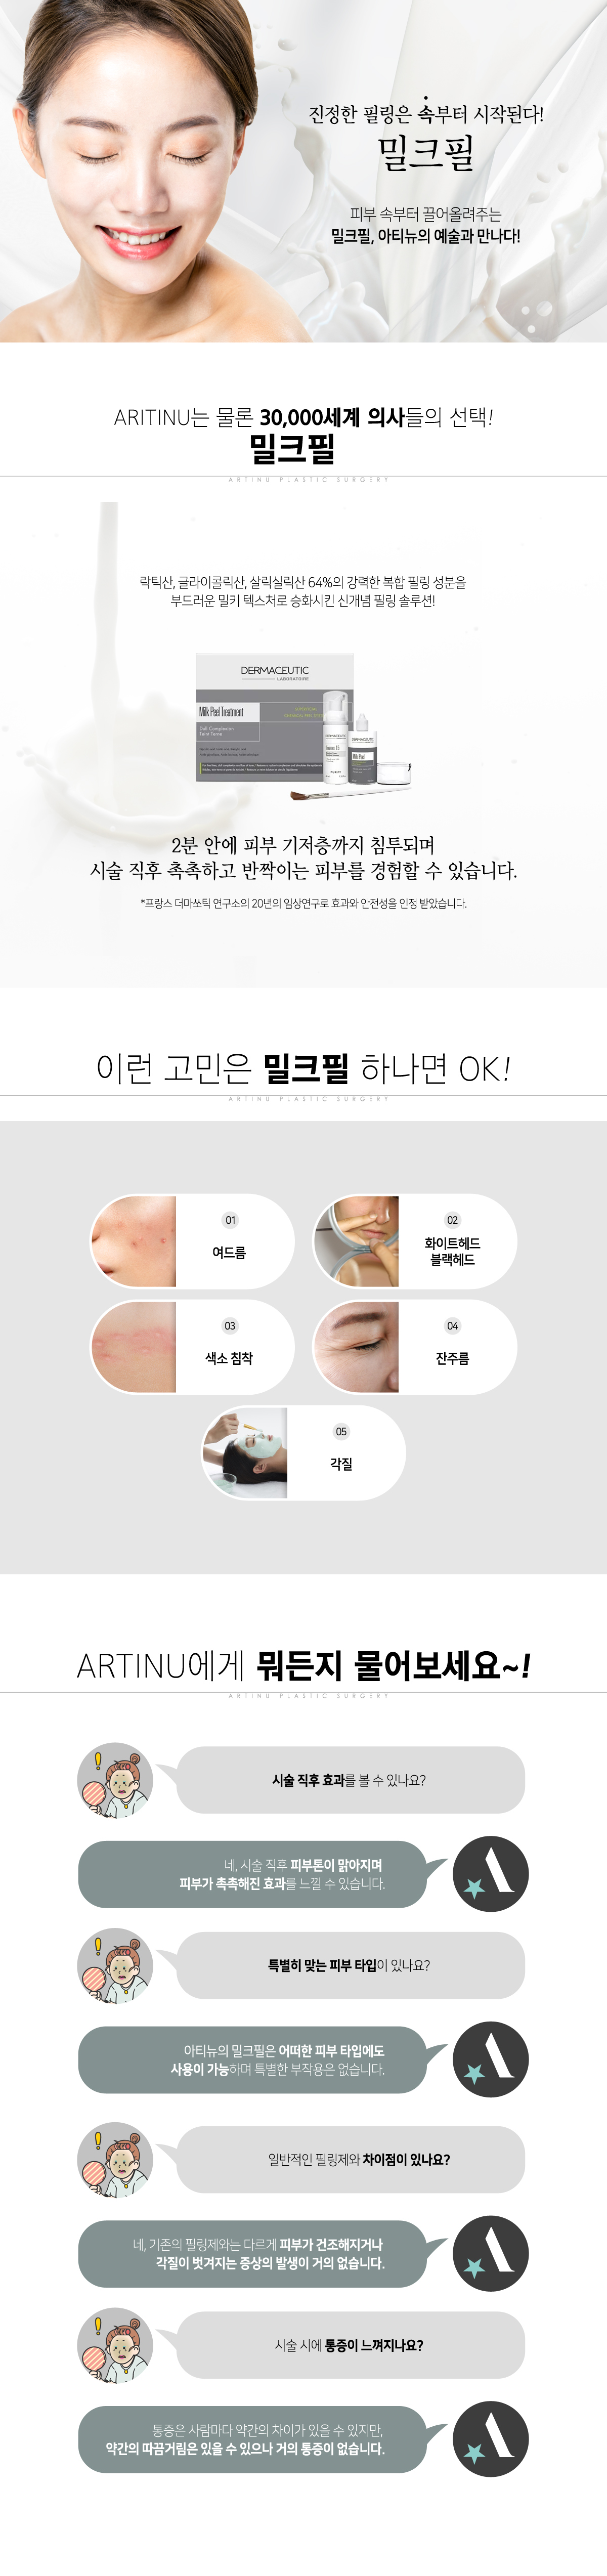 진정한 필링은 속부터 시작된다!
밀크필
피부 속부터 끌어올려주는
밀크필, 아티뉴의 예술과 만나다!
ARITINU는 물론 30,000세계 의사들의 선택!
밀크필
ARTINU PLASTIC SURGERY
락틱산, 글라이콜릭산, 살릭실릭산 64%의 강력한 복합 필링 성분을
부드러운 밀키 텍스처로 승화시킨 신개념 필링 솔루션!
DERMACEUTIC
LABORATOIRE
Milk Peel Treatment
Dull Complexion
Teint Terne
DERMACEUTIC
Foamer 15
PURIFY
DERMACEUTIC
Milk Peel
2분 안에 피부 기저층까지 침투되며
시술 직후 촉촉하고 반짝이는 피부를 경험할 수 있습니다.
*프랑스 더마쏘틱 연구소의 20년의 임상연구로 효과와 안전성을 인정 받았습니다.
이런 고민은 밀크필 하나면 OK!
ARTINU PLASTIC SURGERY
01
여드름
02
화이트헤드
블랙헤드
03
색소 침착
04
잔주름
05
각질
ARTINU에게 뭐든지 물어보세요~!
ARTINU PLASTIC SURGERY
시술 직후 효과를 볼 수 있나요?
네, 시술 직후 피부톤이 맑아지며
피부가 촉촉해진 효과를 느낄 수 있습니다.
특별히 맞는 피부 타입이 있나요?
아티뉴의 밀크필은 어떠한 피부 타입에도
사용이 가능하며 특별한 부작용은 없습니다.
일반적인 필링제와 차이점이 있나요?
네, 기존의 필링제와는 다르게 피부가 건조해지거나
각질이 벗겨지는 증상의 발생이 거의 없습니다.
시술 시에 통증이 느껴지나요?
통증은 사람마다 약간의 차이가 있을 수 있지만,
약간의 따끔거림은 있을 수 있으나 거의 통증이 없습니다.